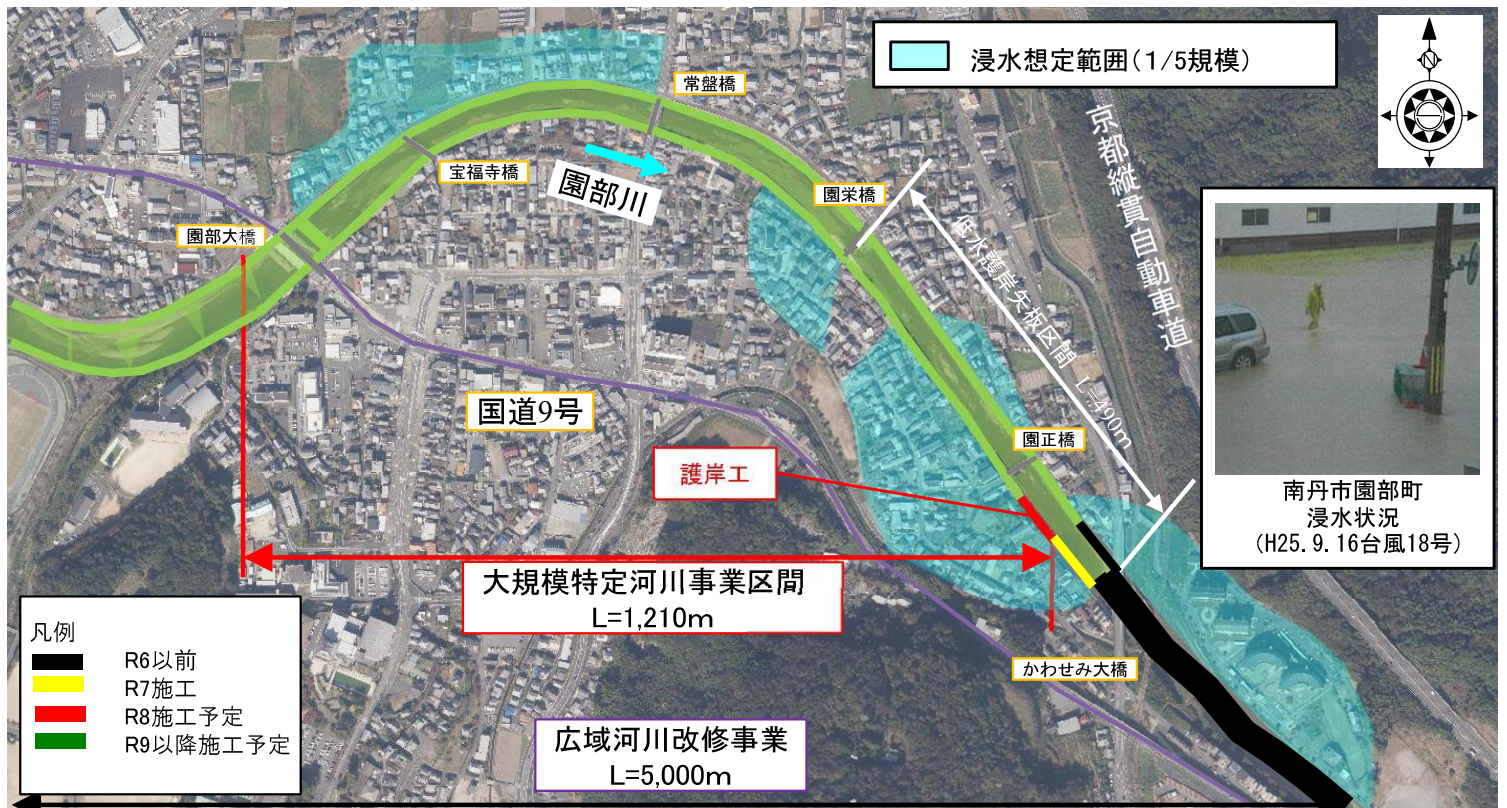 浸水想定範囲(1/5規模)
N
常盤橋
京都縦貫自動車道
宝福寺橋
園部川
園栄橋
園部大橋
低水護岸矢板区間 L=490m
国道9号
園正橋
護岸工
南丹市園部町
浸水状況
(H25.9.16台風18号)
大規模特定河川事業区間
L=1,210m
凡例
R6以前
R7施工
R8施工予定
R9以降施工予定
かわせみ大橋
広域河川改修事業
L=5,000m